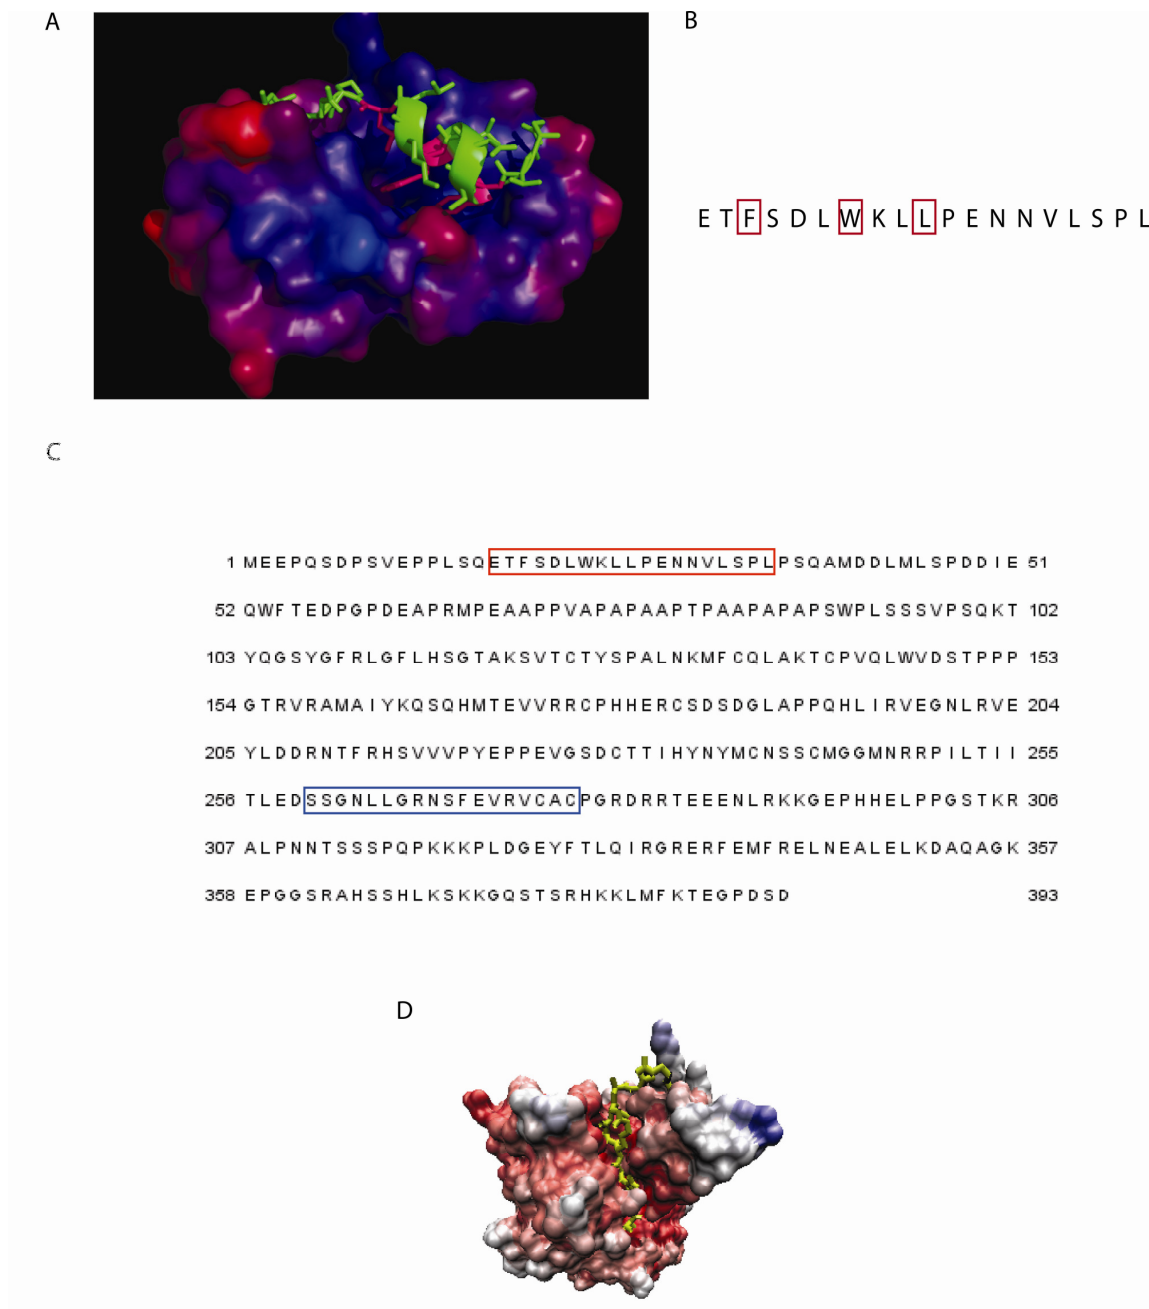 A
B
E T F S D L W K L L P E N N V L S P L
C
1 MEEPQSDPSVEPPLSQETFSDLWKLLPENNVLSPLPSQAMDDLMLSPDDIE 51
52 QWFTEDPGPDEAPRMPEAAPPVAPAPAAPTPAAPAPAPSWPLSSSVPSQKT 102
103 YQGSYGFRLGFLHSGTAKSVTCTYSPALNKMFCQLAKTCPVQLWVDSTPPP 153
154 GTRVRAMAIYKQSQHMTEVVRRCPHHERCSDSDGLAPPQHLIRVEGNLRVE 204
205 YLDDRNTFRHSVVVPYEPPEVGSDCTTIHYNYMCNSSCMGGMNRRPILTII 255
256 TLEDSSGNLLGRNSFEVRVCACPGRDRRTEEENLRKKGEPHHELPPGSTKR 306
307 ALPNNTSSSPQPKKKPLDGEYFTLQIRGRERFEMFRELNEALELKDAQAGK 357
358 EPGGSRAHSSHLKSKKGQSTSRHKKLMFKTEGPDSD 393
D